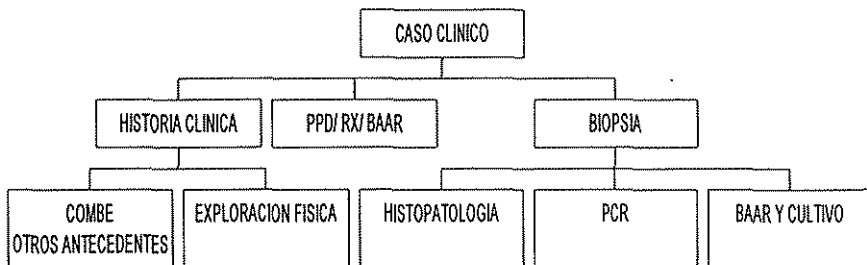 CASO CLINICO
HISTORIA CLINICA
PPD/ RX/ BAAR
BIOPSIA
COMBE
OTROS ANTECEDENTES
EXPLORACION FISICA
HISTOPATOLOGIA
PCR
BAAR Y CULTIVO